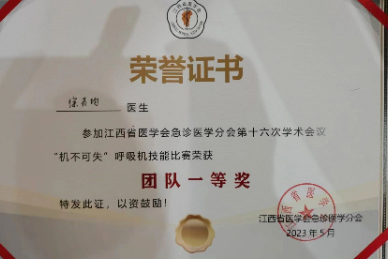 荣誉证书
医生
参加江西省医学会急诊医学分会第十六次学术会议
“机不可失”呼吸机技能比赛荣获
团队一等奖
特发此证，以资鼓励！
江西省医学会急诊医学分会
2023年5月